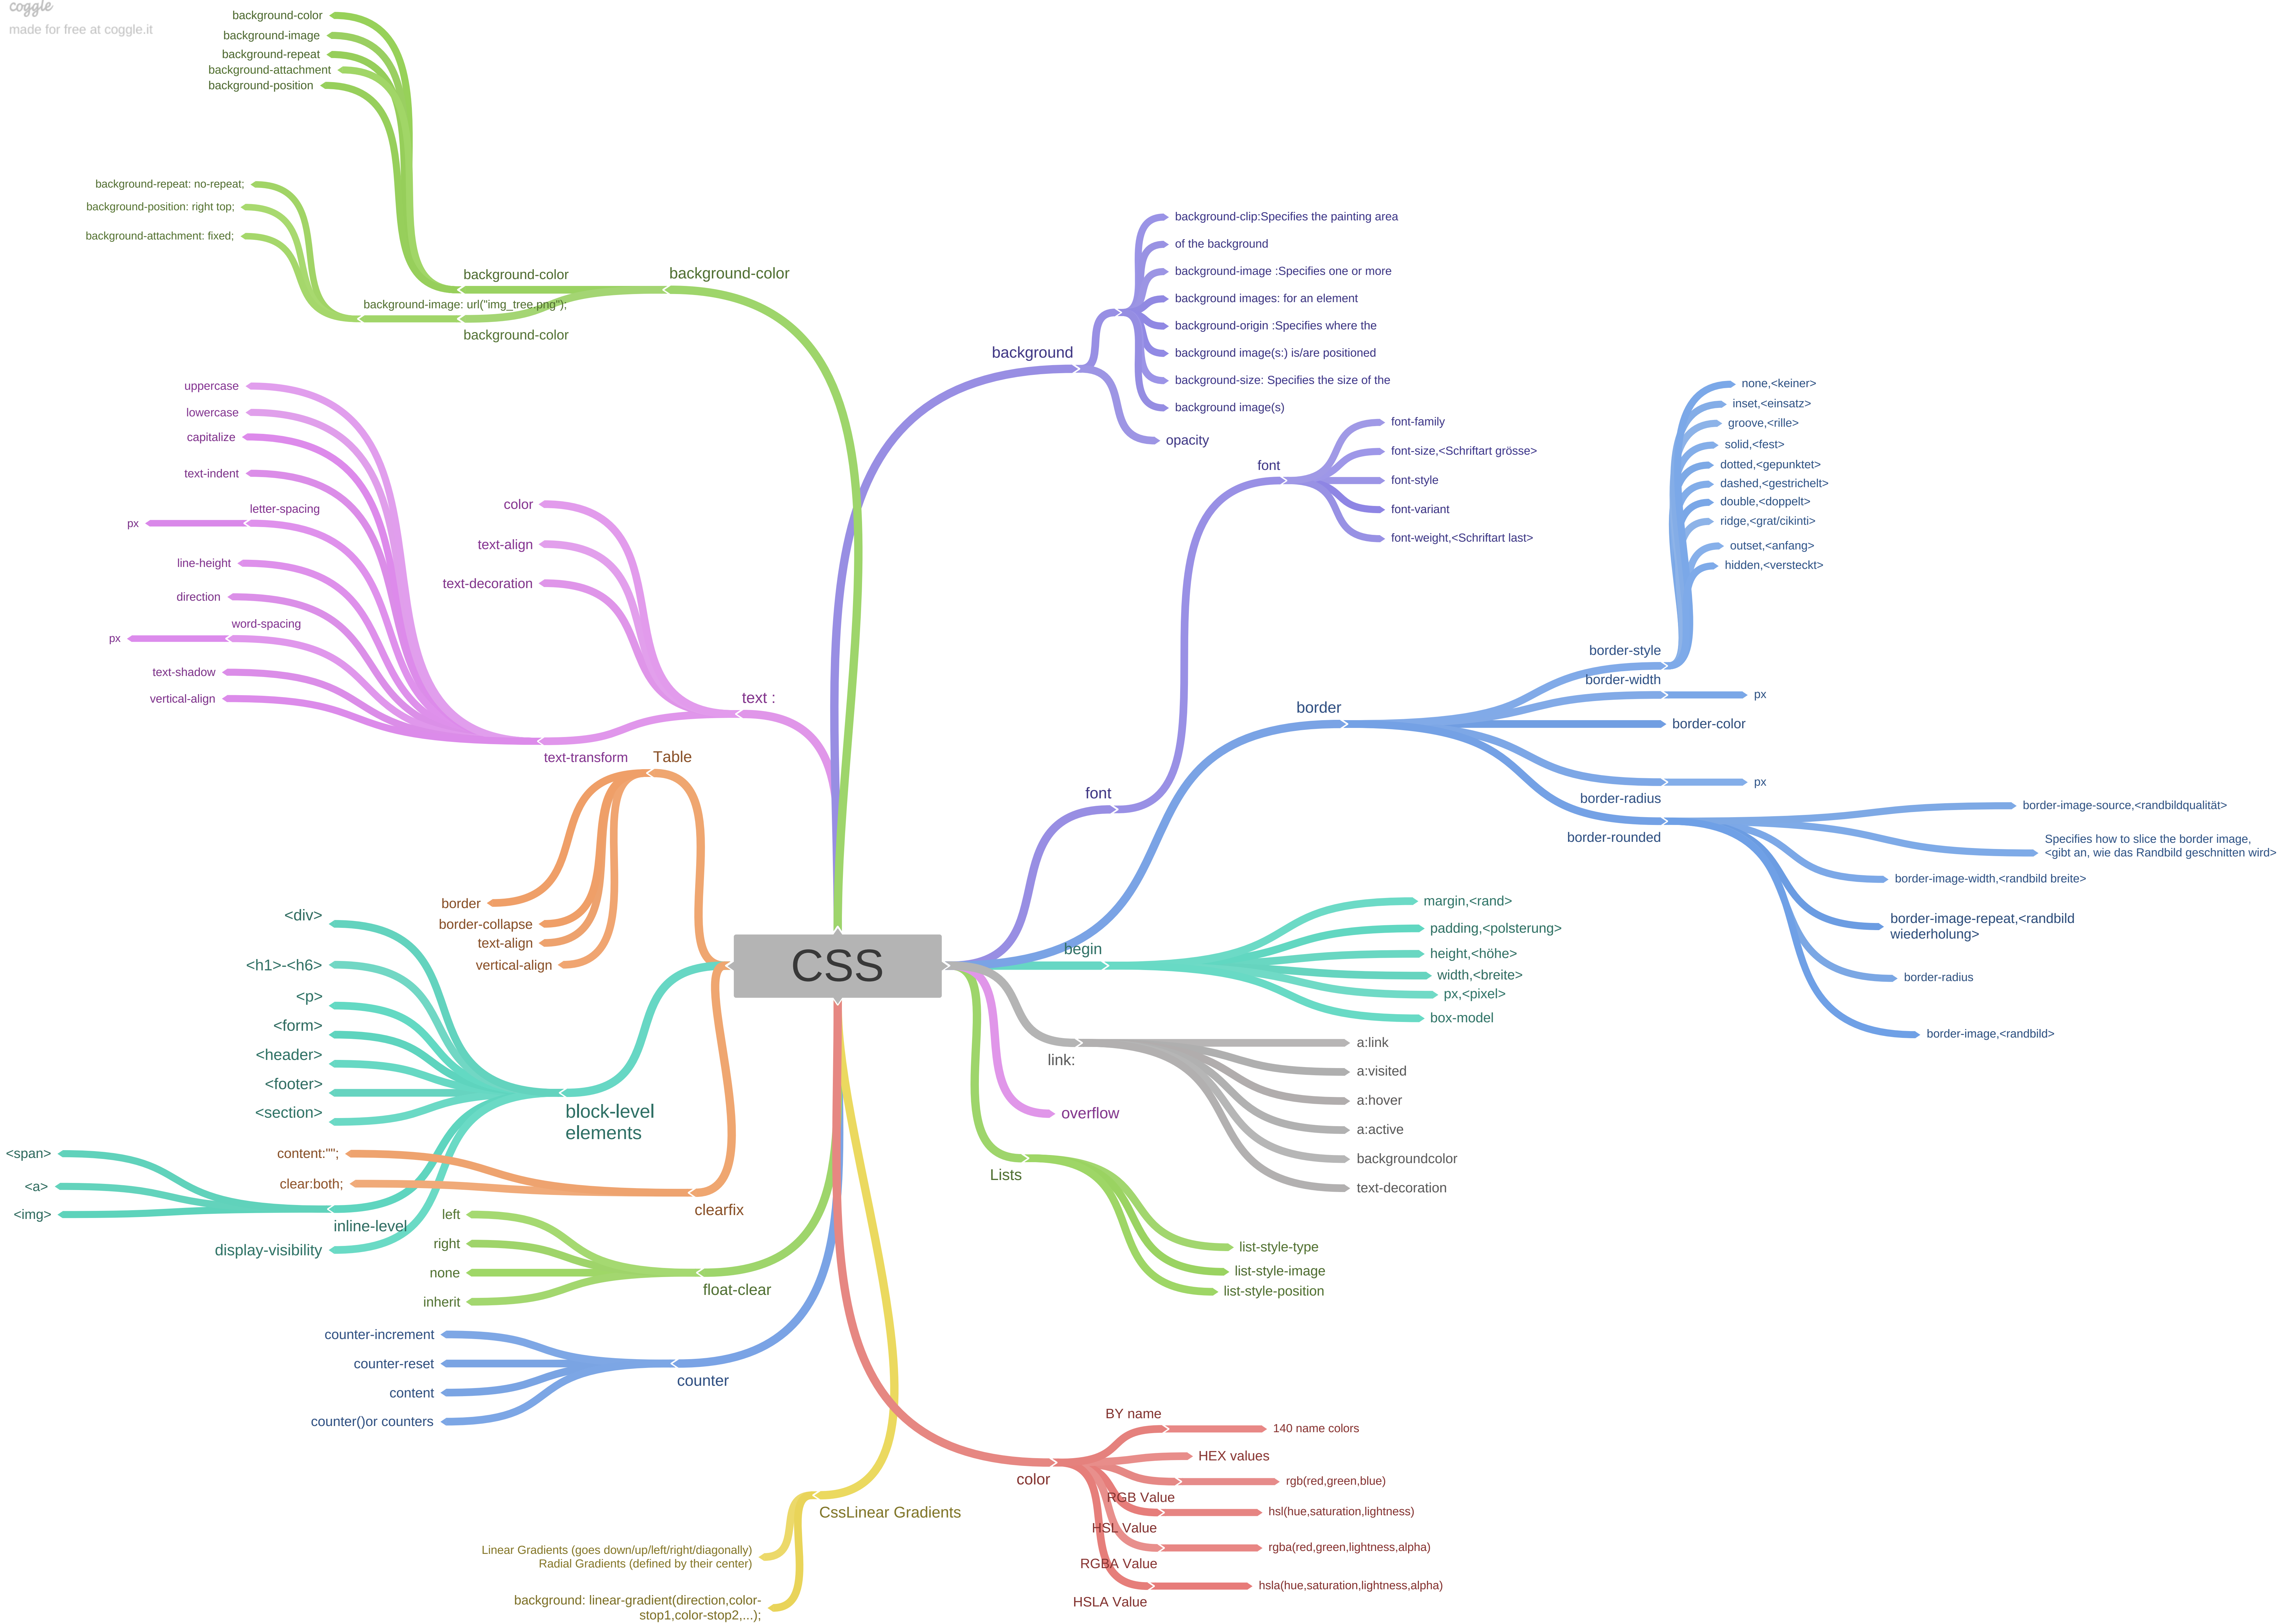 coggle
made for free at coggle.it
background-color
background-image
background-repeat
background-attachment
background-position
background-repeat: no-repeat;
background-position: right top;
background-attachment: fixed;
background-color
background-image: url("img_tree.png");
background-color
background-color
uppercase
lowercase
capitalize
text-indent
letter-spacing
px
line-height
direction
word-spacing
px
text-shadow
vertical-align
color
text-align
text-decoration
text :
text-transform
Table
border
border-collapse
text-align
vertical-align
<div>
<h1>-<h6>
<p>
<form>
<header>
<footer>
<section>
block-level
elements
<span>
<a>
<img>
inline-level
display-visibility
content:"";
clear:both;
clearfix
left
right
none
inherit
float-clear
counter-increment
counter-reset
content
counter()or counters
counter
CssLinear Gradients
Linear Gradients (goes down/up/left/right/diagonally)
Radial Gradients (defined by their center)
background: linear-gradient(direction,color-
stop1,color-stop2,...);
CSS
background
background-clip:Specifies the painting area
of the background
background-image :Specifies one or more
background images: for an element
background-origin :Specifies where the
background image(s:) is/are positioned
background-size: Specifies the size of the
background image(s)
opacity
font
font-family
font-size,<Schriftart grösse>
font-style
font-variant
font-weight,<Schriftart last>
font
border
border-style
none,<keiner>
inset,<einsatz>
groove,<rille>
solid,<fest>
dotted,<gepunktet>
dashed,<gestrichelt>
double,<doppelt>
ridge,<grat/cikinti>
outset,<anfang>
hidden,<versteckt>
border-width
px
border-color
px
border-radius
border-rounded
border-image-source,<randbildqualität>
Specifies how to slice the border image,
<gibt an, wie das Randbild geschnitten wird>
border-image-width,<randbild breite>
border-image-repeat,<randbild
wiederholung>
border-radius
border-image,<randbild>
begin
margin,<rand>
padding,<polsterung>
height,<höhe>
width,<breite>
px,<pixel>
box-model
link:
a:link
a:visited
a:hover
a:active
backgroundcolor
text-decoration
overflow
Lists
list-style-type
list-style-image
list-style-position
color
BY name
140 name colors
HEX values
RGB Value
rgb(red,green,blue)
HSL Value
hsl(hue,saturation,lightness)
RGBA Value
rgba(red,green,lightness,alpha)
HSLA Value
hsla(hue,saturation,lightness,alpha)